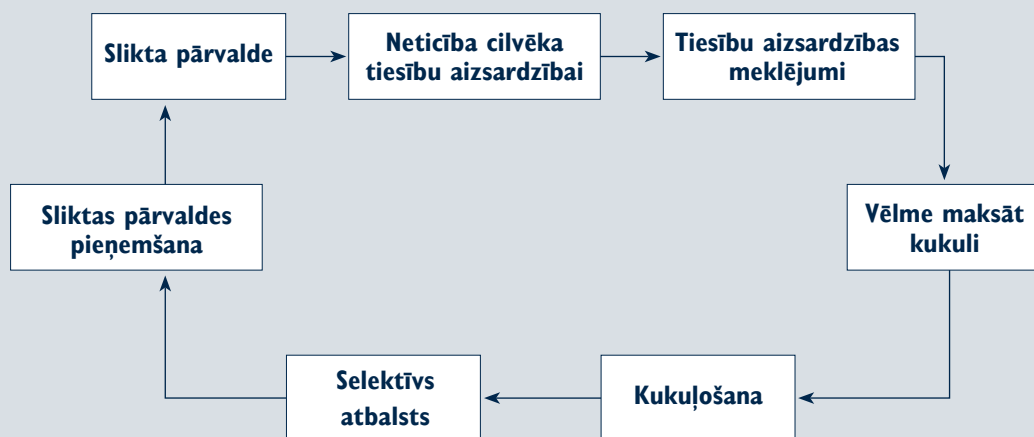 Slikta pārvalde
Neticība cilvēka
tiesību aizsardzībai
Tiesību aizsardzības
meklējumi
Vēlme maksāt
kukuli
Kukuļošana
Selektīvs
atbalsts
Sliktas pārvaldes
pieņemšana